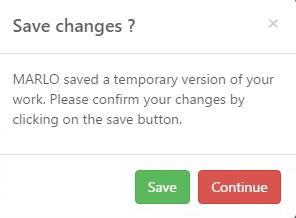 Save changes ?
×
MARLO saved a temporary version of your
work. Please confirm your changes by
clicking on the save button.
Save
Continue